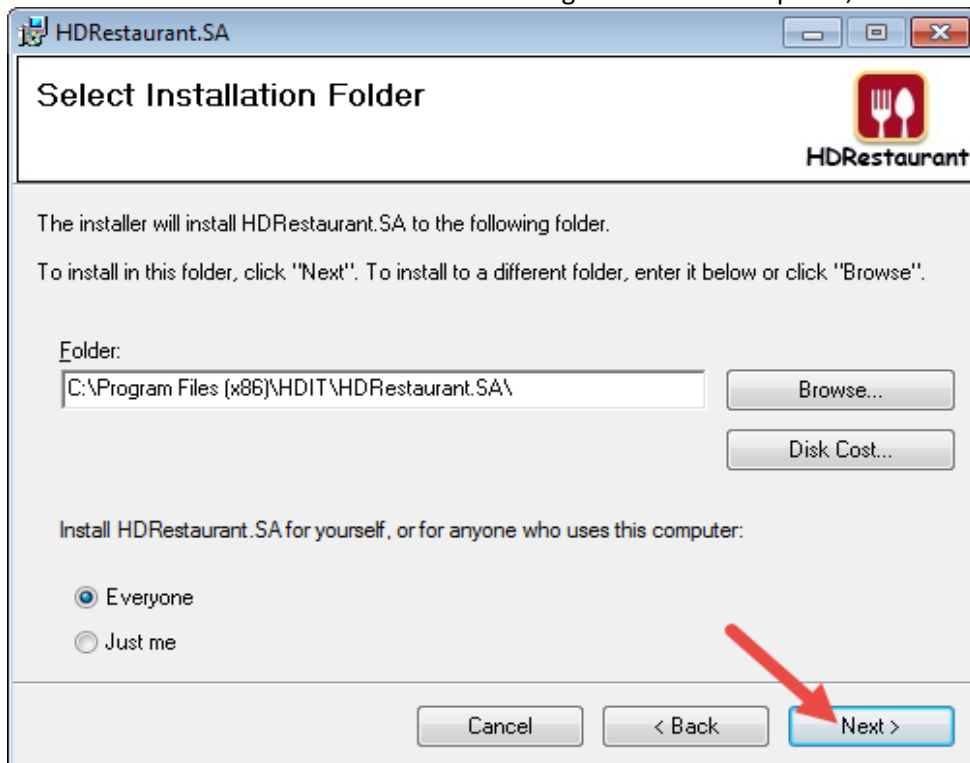 HDRestaurant.SA
Select Installation Folder
HDRestaurant
The installer will install HDRestaurant.SA to the following folder.
To install in this folder, click "Next". To install to a different folder, enter it below or click "Browse".
Folder:
C:\Program Files (x86)\HDIT\HDRestaurant.SA\
Browse...
Disk Cost...
Install HDRestaurant.SA for yourself, or for anyone who uses this computer:
Everyone
Just me
Cancel
< Back
Next >